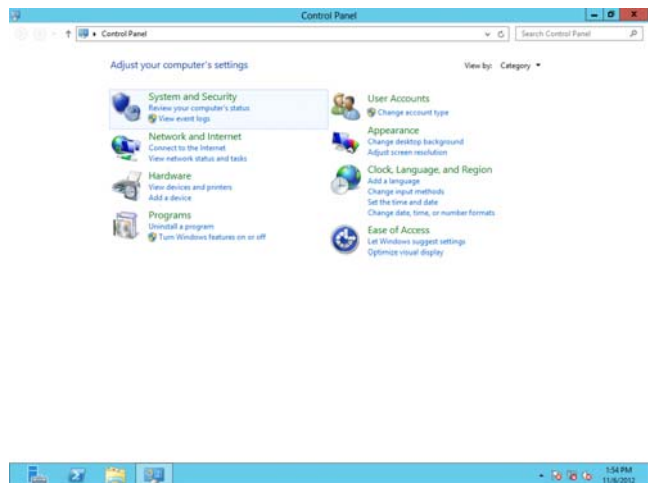 Control Panel
Control Panel
Search Control Panel
Adjust your computer's settings
View by: Category
System and Security
Review your computer's status
View event logs
Network and Internet
Connect to the Internet
View network status and tasks
Hardware
View devices and printers
Add a device
Programs
Uninstall a program
Turn Windows features on or off
User Accounts
Change account type
Appearance
Change desktop background
Adjust screen resolution
Clock, Language, and Region
Add a language
Change input methods
Set the time and date
Change date, time, or number formats
Ease of Access
Let Windows suggest settings
Optimize visual display
1:54 PM
11/6/2012